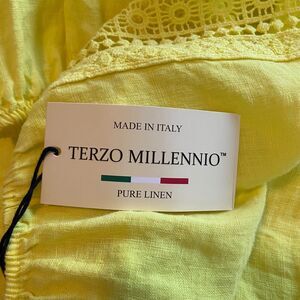 MADE IN ITALY
TERZO MILLENNIO™
PURE LINEN